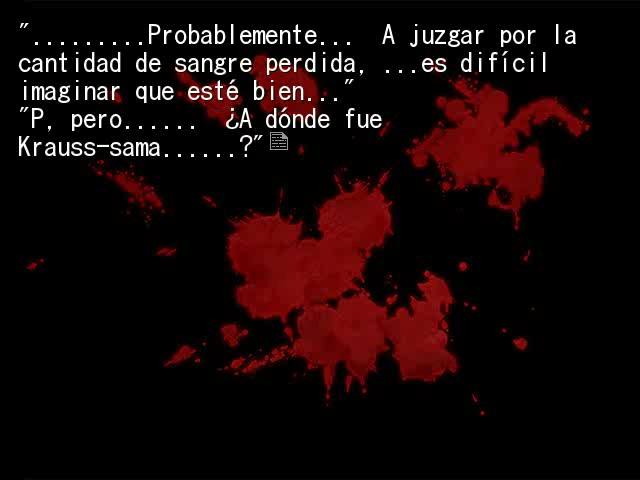 ".........Probablemente...  A juzgar por la
cantidad de sangre perdida, ...es difícil
imaginar que esté bien..."
"P, pero......  ¿A dónde fue
Krauss-sama......?"